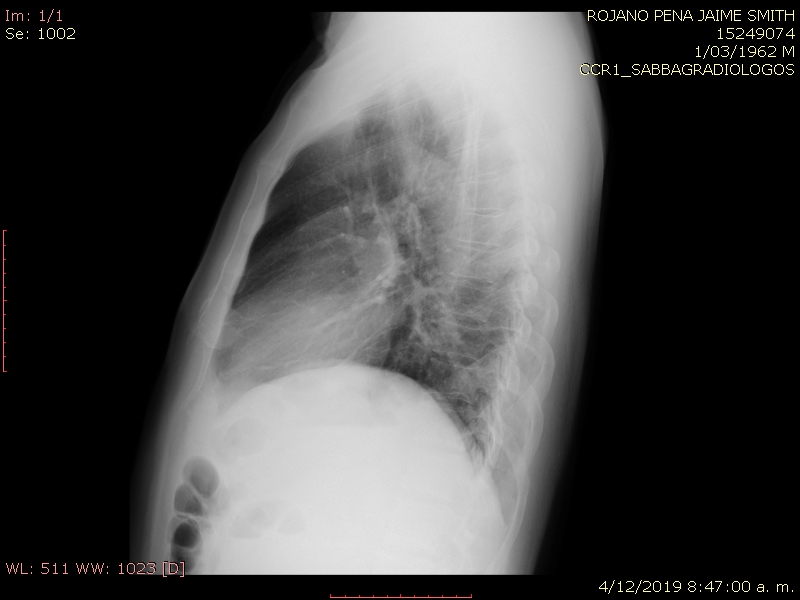 Im: 1/1
Se: 1002
ROJANO PENA JAIME SMITH
15249074
1/03/1962 M
CCR1_SABBAGRADIOLOGOS
WL: 511 WW: 1023 [D]
4/12/2019 8:47:00 a. m.